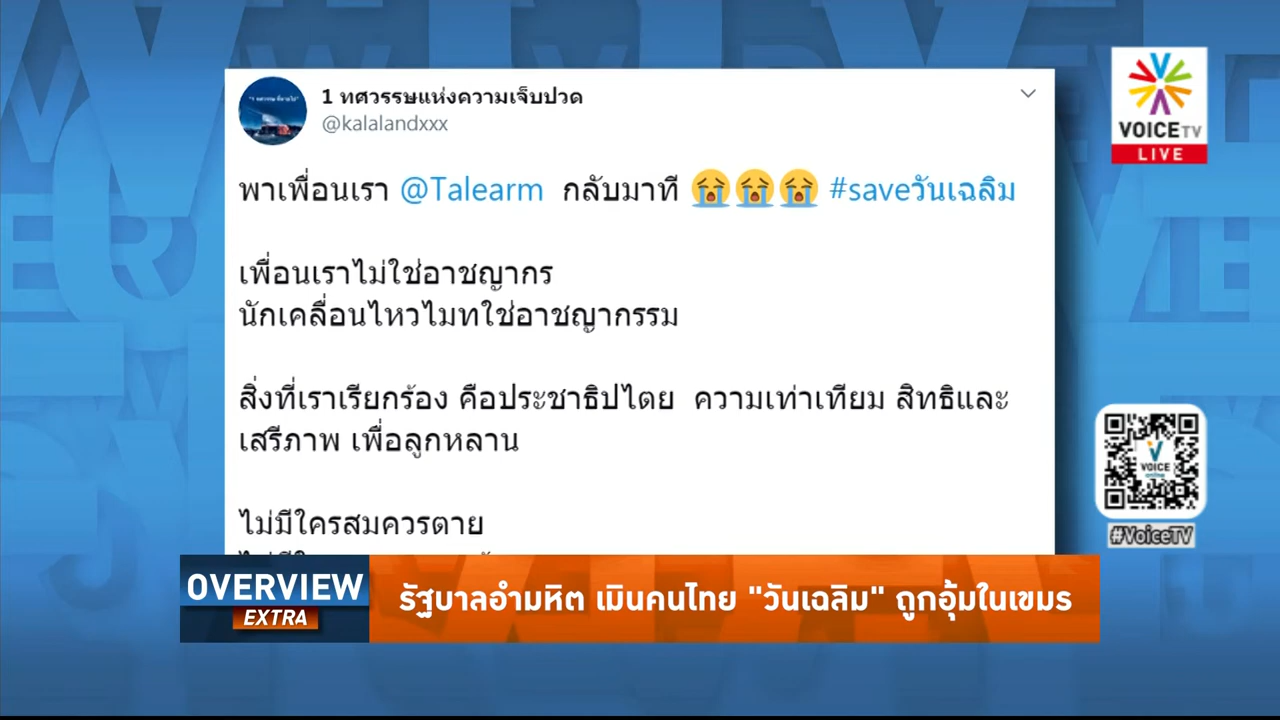 1 ทศวรรษแห่งความเจ็บปวด
@kalalandxxx
พาเพื่อนเรา @Talearm กลับมาที 😭😭😭 #saveวันเฉลิม
เพื่อนเราไม่ใช่อาชญากร
นักเคลื่อนไหวไมทใช่อาชญากรรม
สิ่งที่เราเรียกร้อง คือประชาธิปไตย ความเท่าเทียม สิทธิและ
เสรีภาพ เพื่อลูกหลาน
ไม่มีใครสมควรตาย
VOICE TV
LIVE
VOICE
#VoiceTV
OVERVIEW
EXTRA
รัฐบาลอำมหิต เมินคนไทย "วันเฉลิม" ถูกอุ้มในเขมร